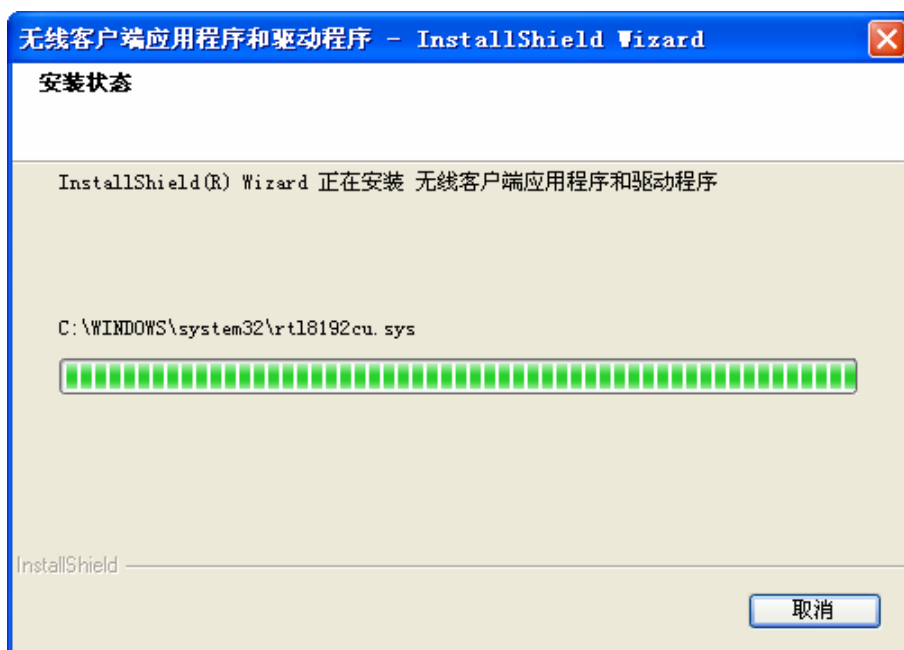 无线客户端应用程序和驱动程序 - InstallShield Wizard
安装状态
InstallShield(R) Wizard 正在安装 无线客户端应用程序和驱动程序
C:\WINDOWS\system32\rtl8192cu.sys
InstallShield
取消